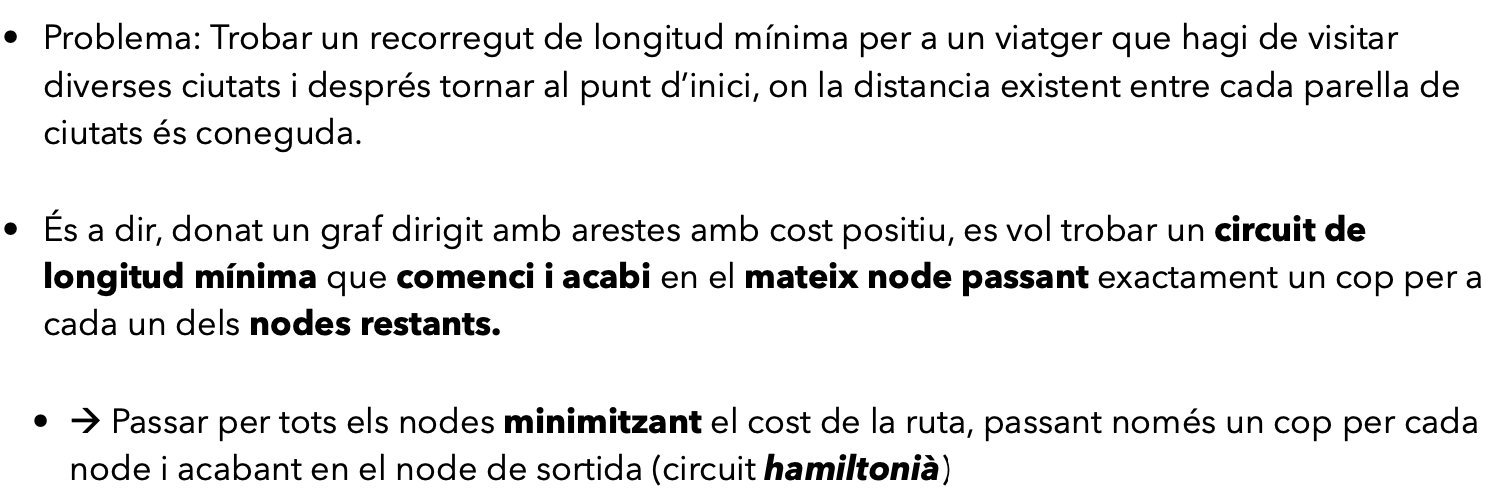 • Problema: Trobar un recorregut de longitud mínima per a un viatger que hagi de visitar
diverses ciutats i després tornar al punt d’inici, on la distancia existent entre cada parella de
ciutats és coneguda.
• És a dir, donat un graf dirigit amb arestes amb cost positiu, es vol trobar un circuit de
longitud mínima que comenci i acabi en el mateix node passant exactament un cop per a
cada un dels nodes restants.
• → Passar per tots els nodes minimitzant el cost de la ruta, passant només un cop per cada
node i acabant en el node de sortida (circuit hamiltonià)